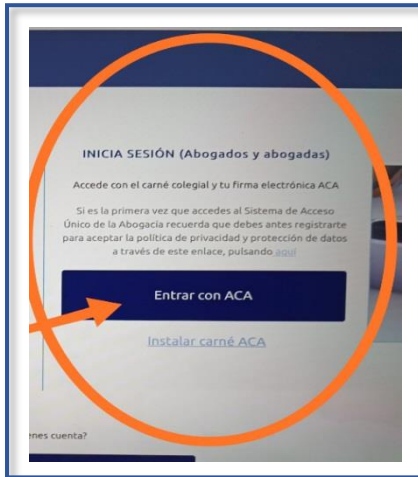 INICIA SESIÓN (Abogados y abogadas)
Accede con el carné colegial y tu firma electrónica ACA
Si es la primera vez que accedes al Sistema de Acceso
Único de la Abogacía recuerda que debes antes registrarte
para aceptar la política de privacidad y protección de datos
a través de este enlace, pulsando aquí
Entrar con ACA
Instalar carné ACA
enes cuenta?